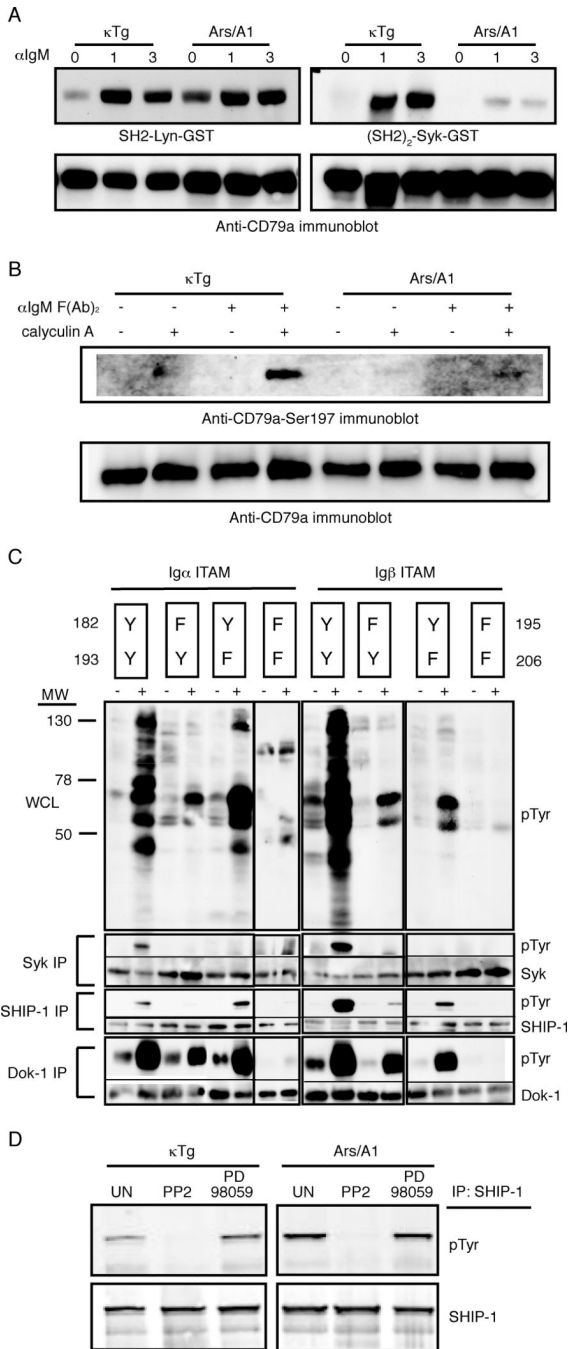 A
κTg Ars/A1 κTg Ars/A1
αIgM 0 1 3 0 1 3 0 1 3 0 1 3
SH2-Lyn-GST (SH2)2-Syk-GST
Anti-CD79a immunoblot
B
κTg Ars/A1
αIgM F(Ab)₂ - - + + - - + +
calyculin A - + - + - + - +
Anti-CD79a-Ser197 immunoblot
Anti-CD79a immunoblot
C
Igα ITAM Igβ ITAM
182 Y F Y F Y F Y F 195
193 Y Y F F Y Y F F 206
MW - + - + - + - + - + - + - + - +
130
78
WCL pTyr
50
Syk IP pTyr
Syk
SHIP-1 IP pTyr
SHIP-1
Dok-1 IP pTyr
Dok-1
D
κTg Ars/A1
UN PP2 PD 98059 UN PP2 PD 98059 IP: SHIP-1
pTyr
SHIP-1